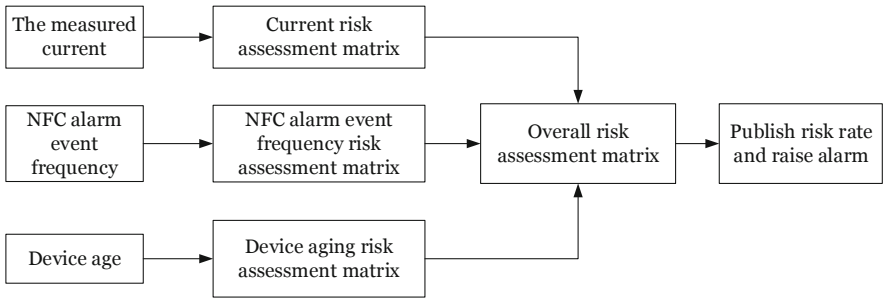 The measured
current
Current risk
assessment matrix
NFC alarm
event
frequency
NFC alarm event
frequency risk
assessment matrix
Overall risk
assessment matrix
Publish risk rate
and raise alarm
Device age
Device aging risk
assessment matrix